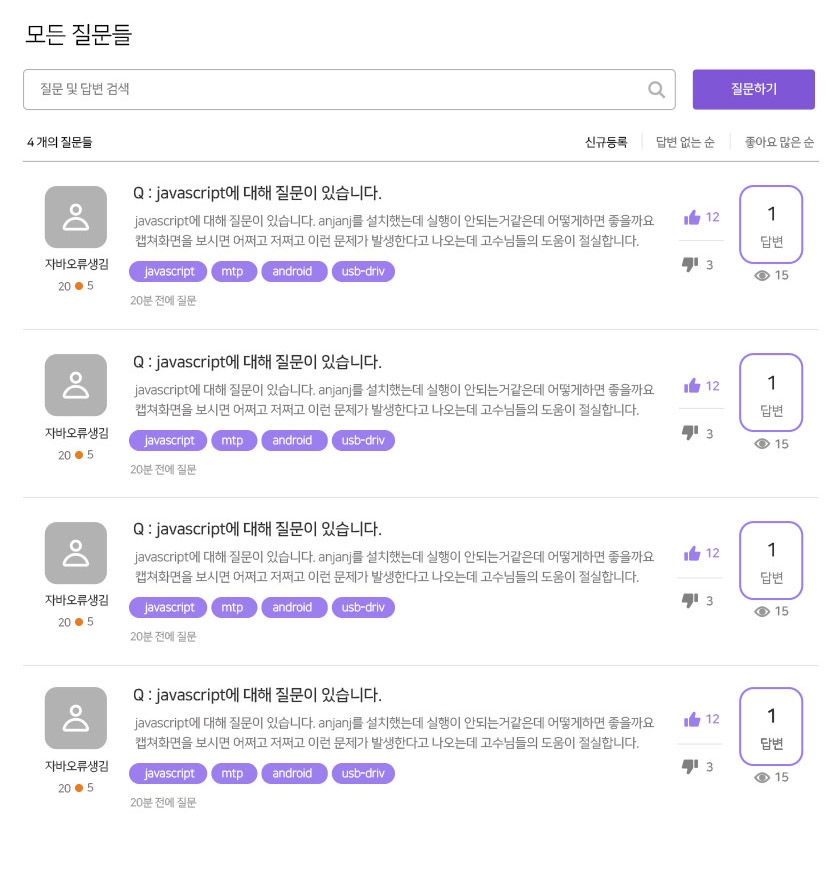 모든 질문들
질문 및 답변 검색
질문하기
4 개의 질문들
신규등록
답변 없는 순
좋아요 많은 순
Q : javascript에 대해 질문이 있습니다.
javascript에 대해 질문이 있습니다. anjanj를 설치했는데 실행이 안되는거같은데 어떻게하면 좋을까요
캡쳐화면을 보시면 어쩌고 저쩌고 이런 문제가 발생한다고 나오는데 고수님들의 도움이 절실합니다.
자바오류생김
20 5
javascript mtp android usb-driv
20분 전에 질문
12
3
1
답변
15
Q : javascript에 대해 질문이 있습니다.
javascript에 대해 질문이 있습니다. anjanj를 설치했는데 실행이 안되는거같은데 어떻게하면 좋을까요
캡쳐화면을 보시면 어쩌고 저쩌고 이런 문제가 발생한다고 나오는데 고수님들의 도움이 절실합니다.
자바오류생김
20 5
javascript mtp android usb-driv
20분 전에 질문
12
3
1
답변
15
Q : javascript에 대해 질문이 있습니다.
javascript에 대해 질문이 있습니다. anjanj를 설치했는데 실행이 안되는거같은데 어떻게하면 좋을까요
캡쳐화면을 보시면 어쩌고 저쩌고 이런 문제가 발생한다고 나오는데 고수님들의 도움이 절실합니다.
자바오류생김
20 5
javascript mtp android usb-driv
20분 전에 질문
12
3
1
답변
15
Q : javascript에 대해 질문이 있습니다.
javascript에 대해 질문이 있습니다. anjanj를 설치했는데 실행이 안되는거같은데 어떻게하면 좋을까요
캡쳐화면을 보시면 어쩌고 저쩌고 이런 문제가 발생한다고 나오는데 고수님들의 도움이 절실합니다.
자바오류생김
20 5
javascript mtp android usb-driv
20분 전에 질문
12
3
1
답변
15